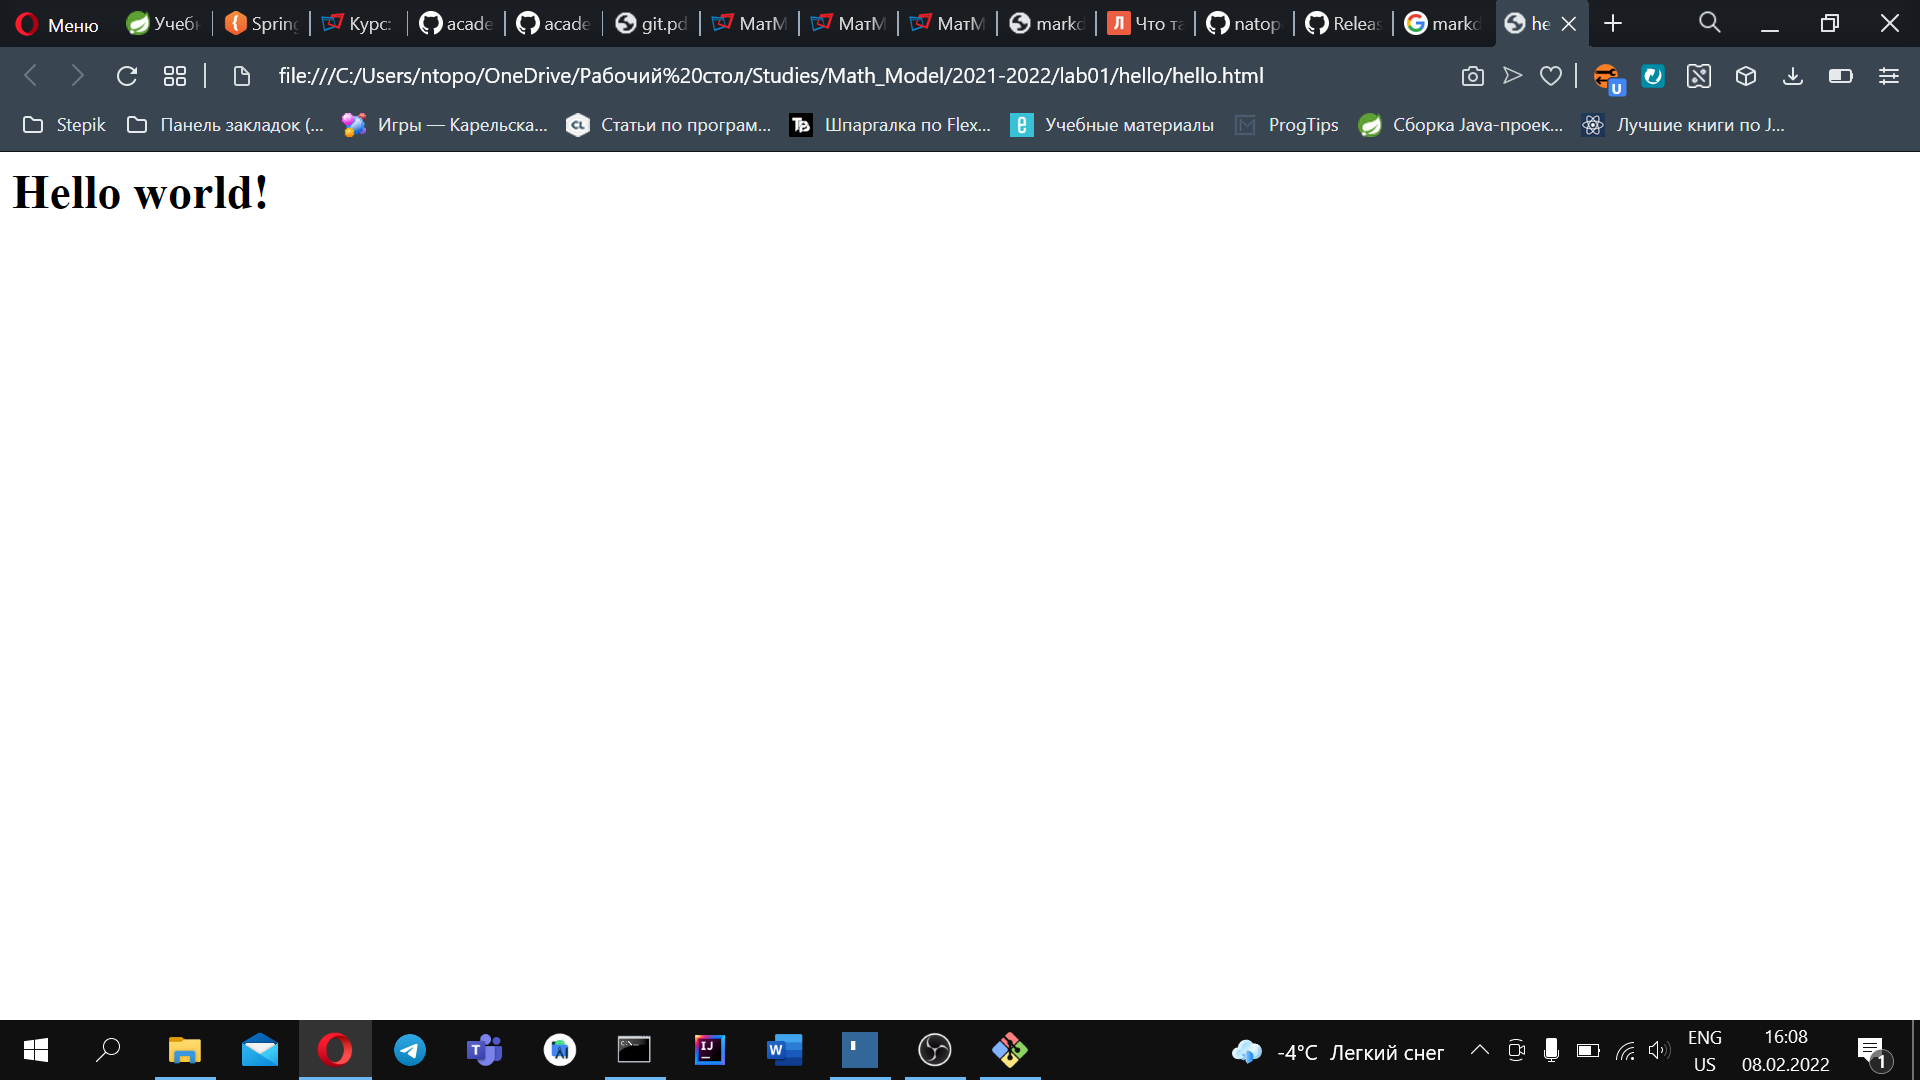 Меню Учебн Spring Курс: acade acade git.pd МатМ МатМ МатМ markd Что та natop Releas markd he
file:///C:/Users/ntopo/OneDrive/Рабочий%20стол/Studies/Math_Model/2021-2022/lab01/hello/hello.html
Stepik Панель закладок (... Игры — Карельска... Статьи по програм... Шпаргалка по Flex... Учебные материалы ProgTips Сборка Java-проек... Лучшие книги по J...
Hello world!
-4°C Легкий снег
ENG
US
16:08
08.02.2022
1